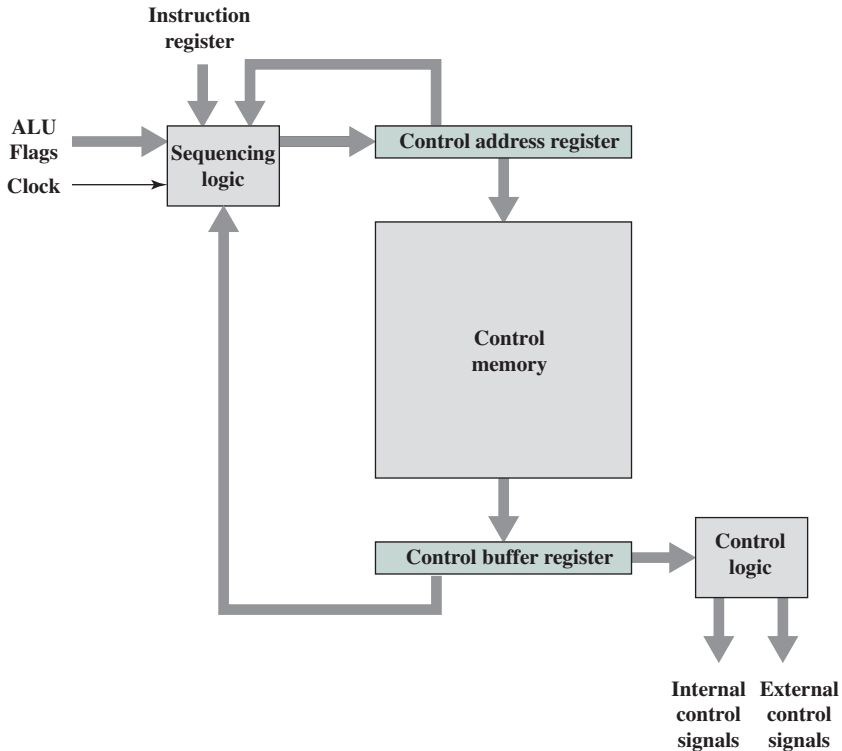 Instruction
register
ALU
Flags
Clock
Sequencing
logic
Control address register
Control
memory
Control buffer register
Control
logic
Internal
control
signals
External
control
signals